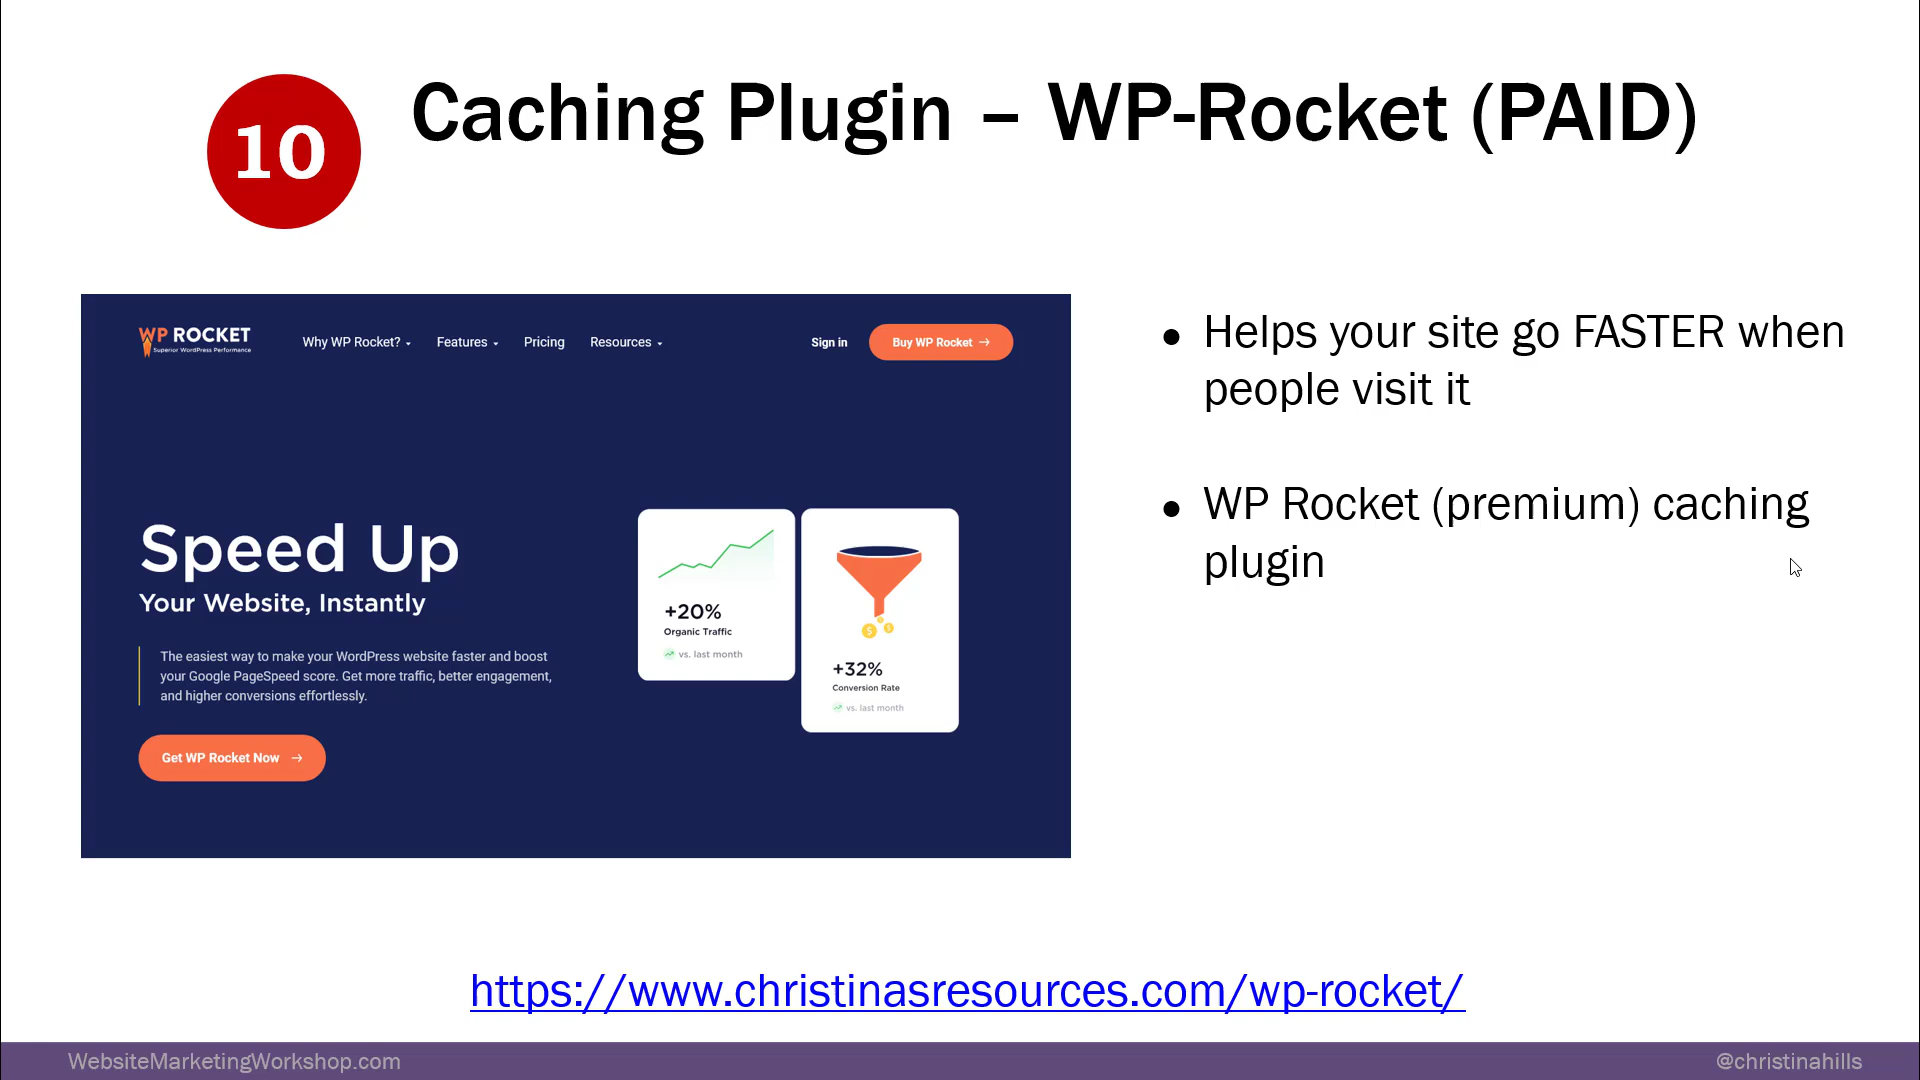 10
Caching Plugin – WP-Rocket (PAID)
WP ROCKET
Superior WordPress Performance
Why WP Rocket?
Features
Pricing
Resources
Sign in
Buy WP Rocket →
Speed Up
Your Website, Instantly
The easiest way to make your WordPress website faster and boost
your Google PageSpeed score. Get more traffic, better engagement,
and higher conversions effortlessly.
Get WP Rocket Now →
+20%
Organic Traffic
vs. last month
$ $
+32%
Conversion Rate
vs. last month
• Helps your site go FASTER when
people visit it
• WP Rocket (premium) caching
plugin
https://www.christinasresources.com/wp-rocket/
WebsiteMarketingWorkshop.com
@christinahills